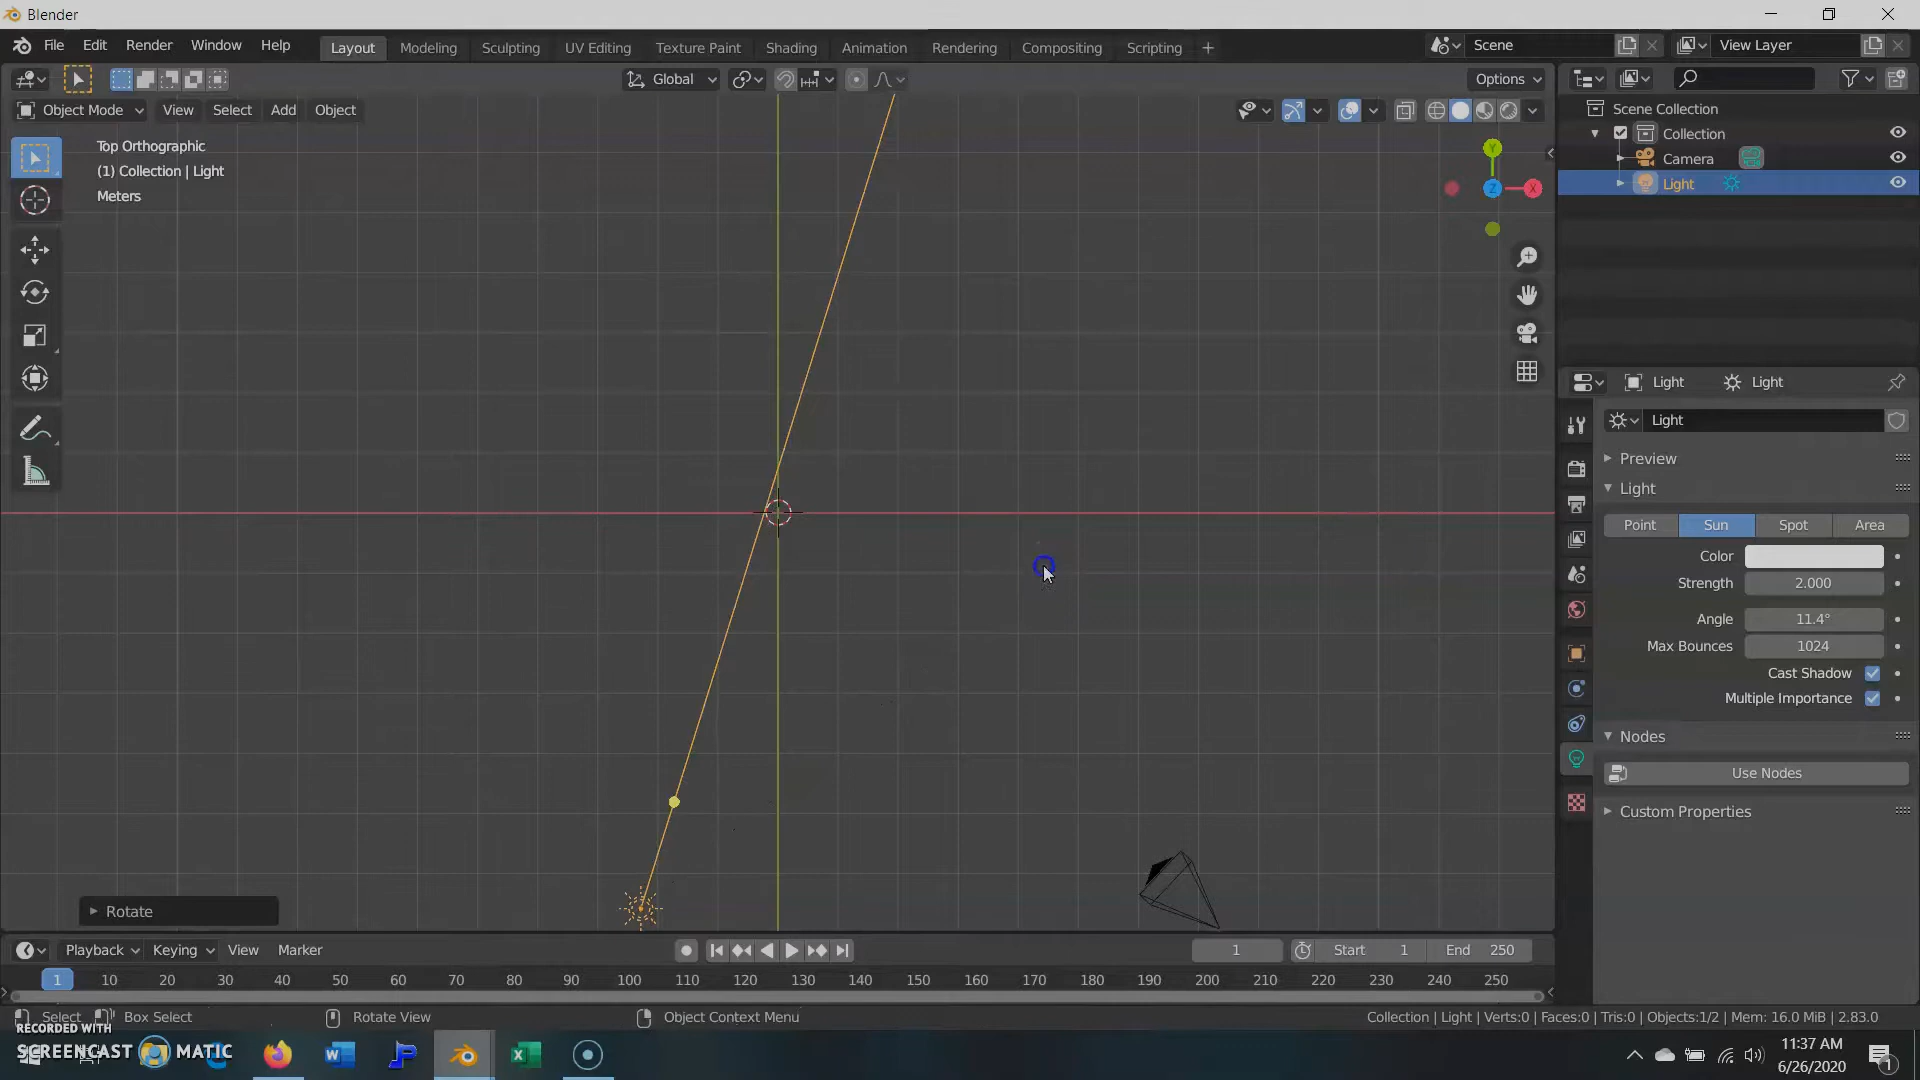 Blender
File Edit Render Window Help Layout Modeling Sculpting UV Editing Texture Paint Shading Animation Rendering Compositing Scripting + Scene View Layer
Global Options
Object Mode View Select Add Object
Top Orthographic
(1) Collection | Light
Meters
Y
Z X
Scene Collection
Collection
Camera
Light
Light Light
Light
Preview
Light
Point Sun Spot Area
Color
Strength 2.000
Angle 11.4°
Max Bounces 1024
Cast Shadow
Multiple Importance
Nodes
Use Nodes
Custom Properties
Rotate
Playback Keying View Marker 1 Start 1 End 250
1 10 20 30 40 50 60 70 80 90 100 110 120 130 140 150 160 170 180 190 200 210 220 230 240 250
Select Box Select Rotate View Object Context Menu Collection | Light | Verts:0 | Faces:0 | Tris:0 | Objects:1/2 | Mem: 16.0 MiB | 2.83.0
RECORDED WITH
SCREENCAST MATIC
11:37 AM
6/26/2020
1